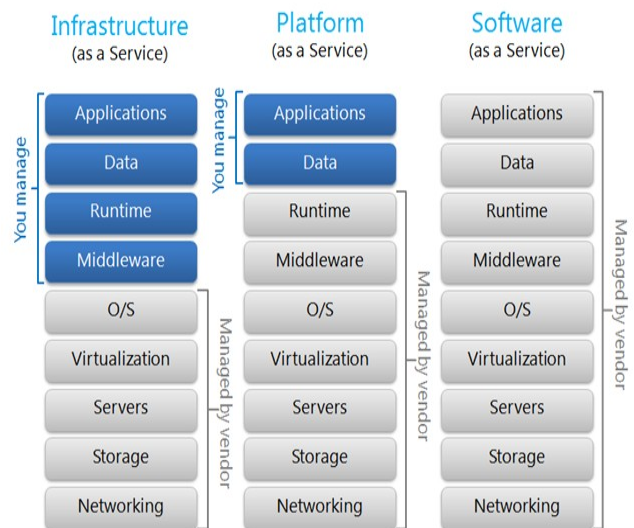 Infrastructure
(as a Service)
You manage
Applications
Data
Runtime
Middleware
O/S
Virtualization
Servers
Storage
Networking
Managed by vendor
Platform
(as a Service)
You manage
Applications
Data
Runtime
Middleware
O/S
Virtualization
Servers
Storage
Networking
Managed by vendor
Software
(as a Service)
Applications
Data
Runtime
Middleware
O/S
Virtualization
Servers
Storage
Networking
Managed by vendor